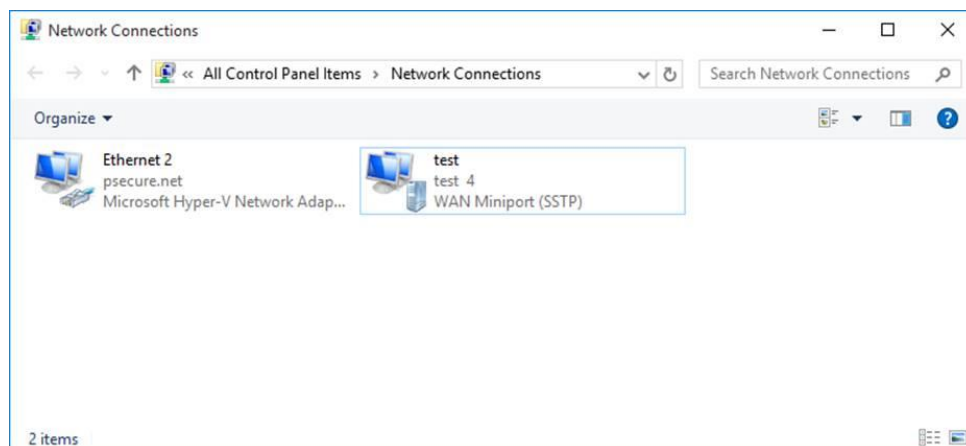 Network Connections
« All Control Panel Items › Network Connections
Search Network Connections
Organize
Ethernet 2
psecure.net
Microsoft Hyper-V Network Adap...
test
test 4
WAN Miniport (SSTP)
2 items